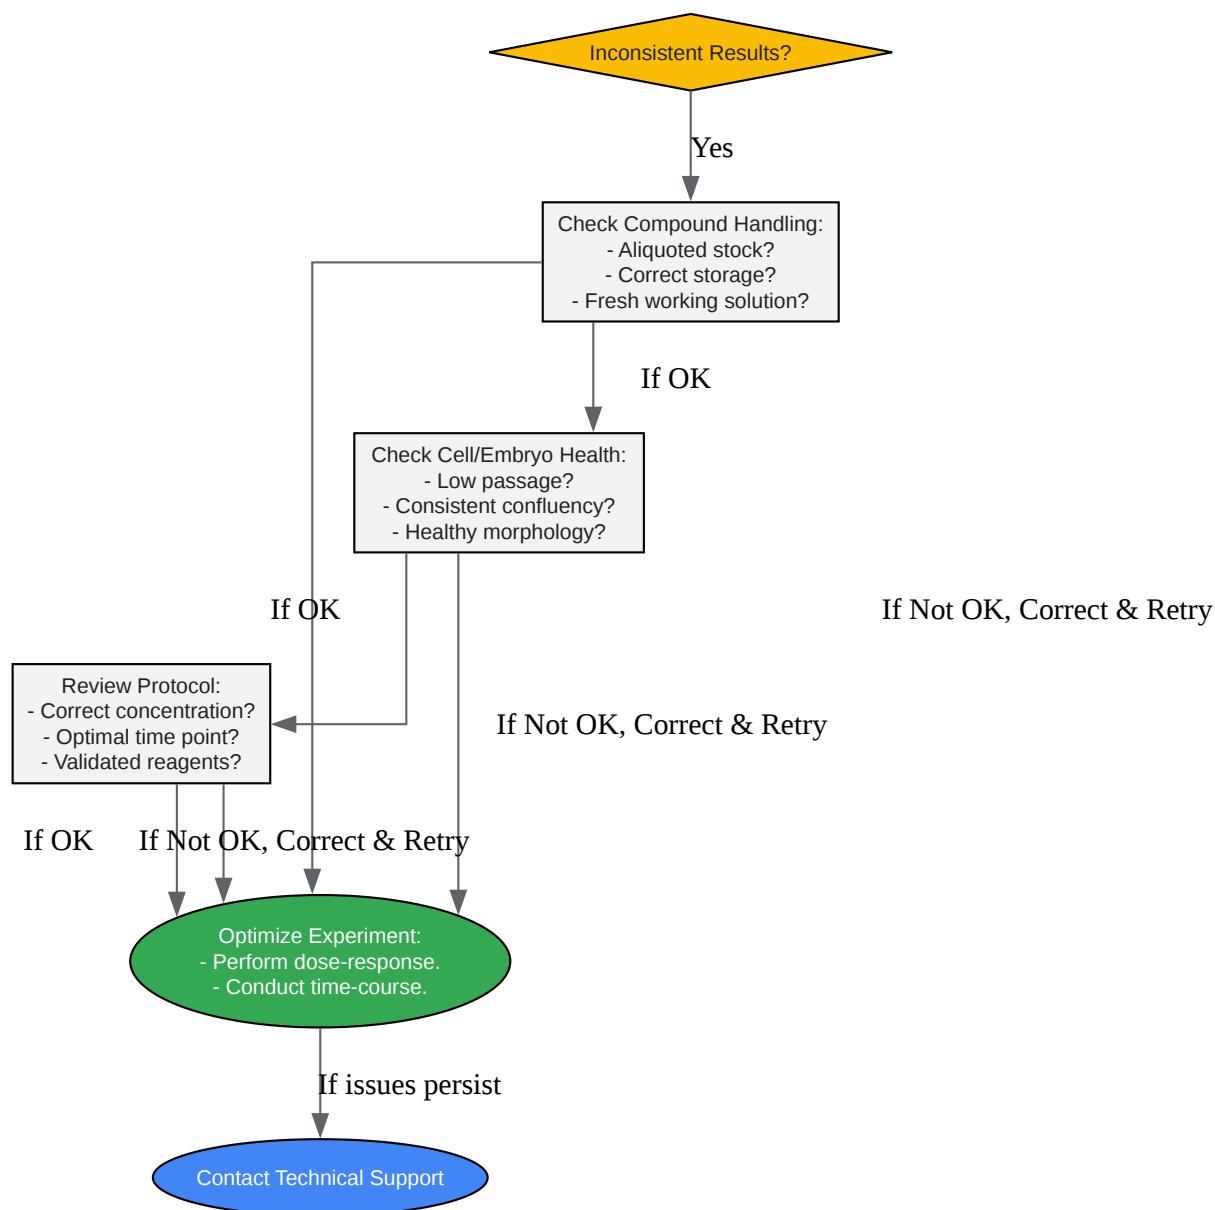 Inconsistent Results?
Yes
Check Compound Handling:
- Aliquoted stock?
- Correct storage?
- Fresh working solution?
If OK
Check Cell/Embryo Health:
- Low passage?
- Consistent confluency?
- Healthy morphology?
If OK
If Not OK, Correct & Retry
Review Protocol:
- Correct concentration?
- Optimal time point?
- Validated reagents?
If Not OK, Correct & Retry
If OK
If Not OK, Correct & Retry
Optimize Experiment:
- Perform dose-response.
- Conduct time-course.
If issues persist
Contact Technical Support